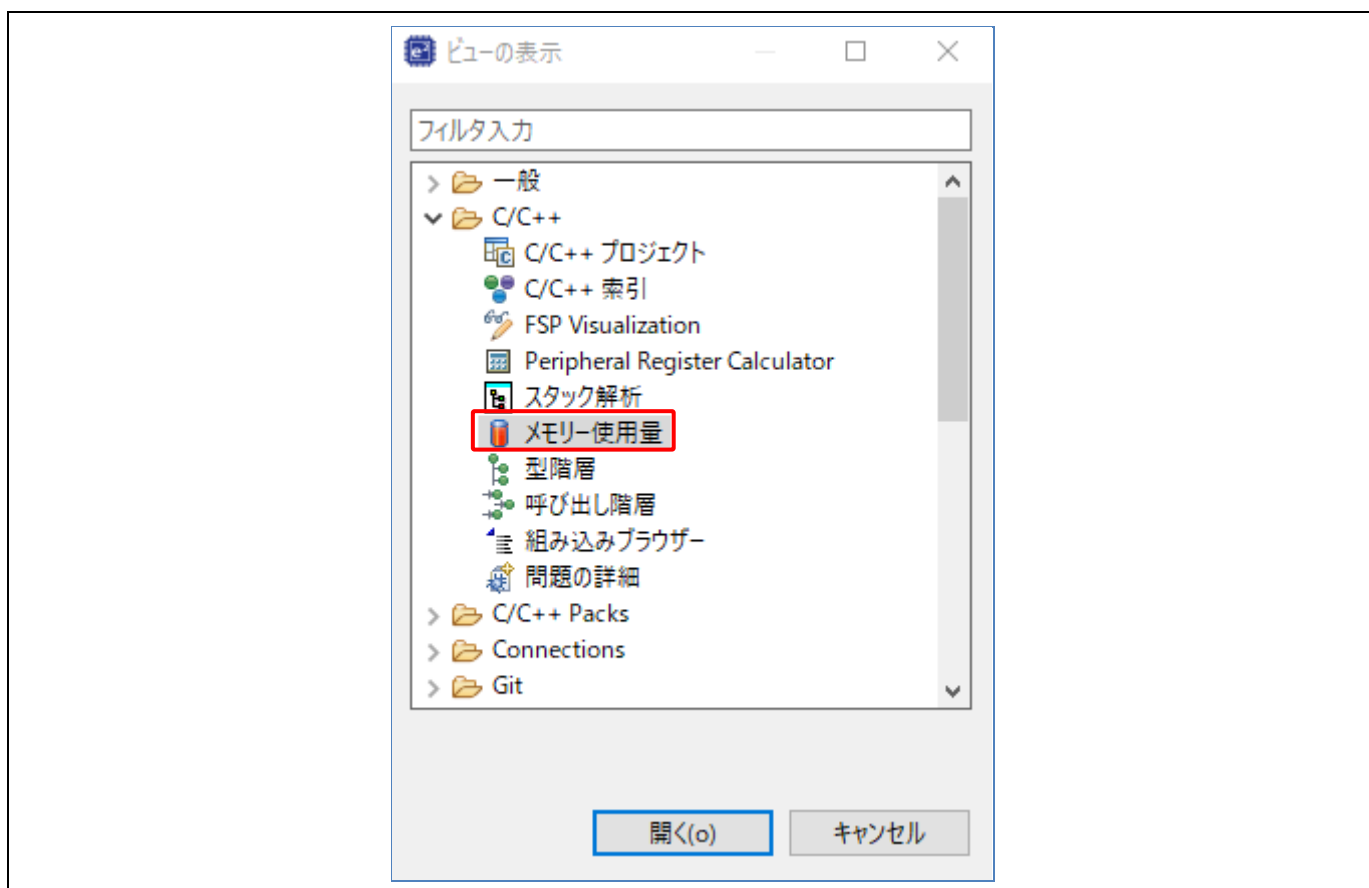 ビューの表示
フィルタ入力
一般
C/C++
C/C++ プロジェクト
C/C++ 索引
FSP Visualization
Peripheral Register Calculator
スタック解析
メモリー使用量
型階層
呼び出し階層
組み込みブラウザー
問題の詳細
C/C++ Packs
Connections
Git
開く(o)
キャンセル